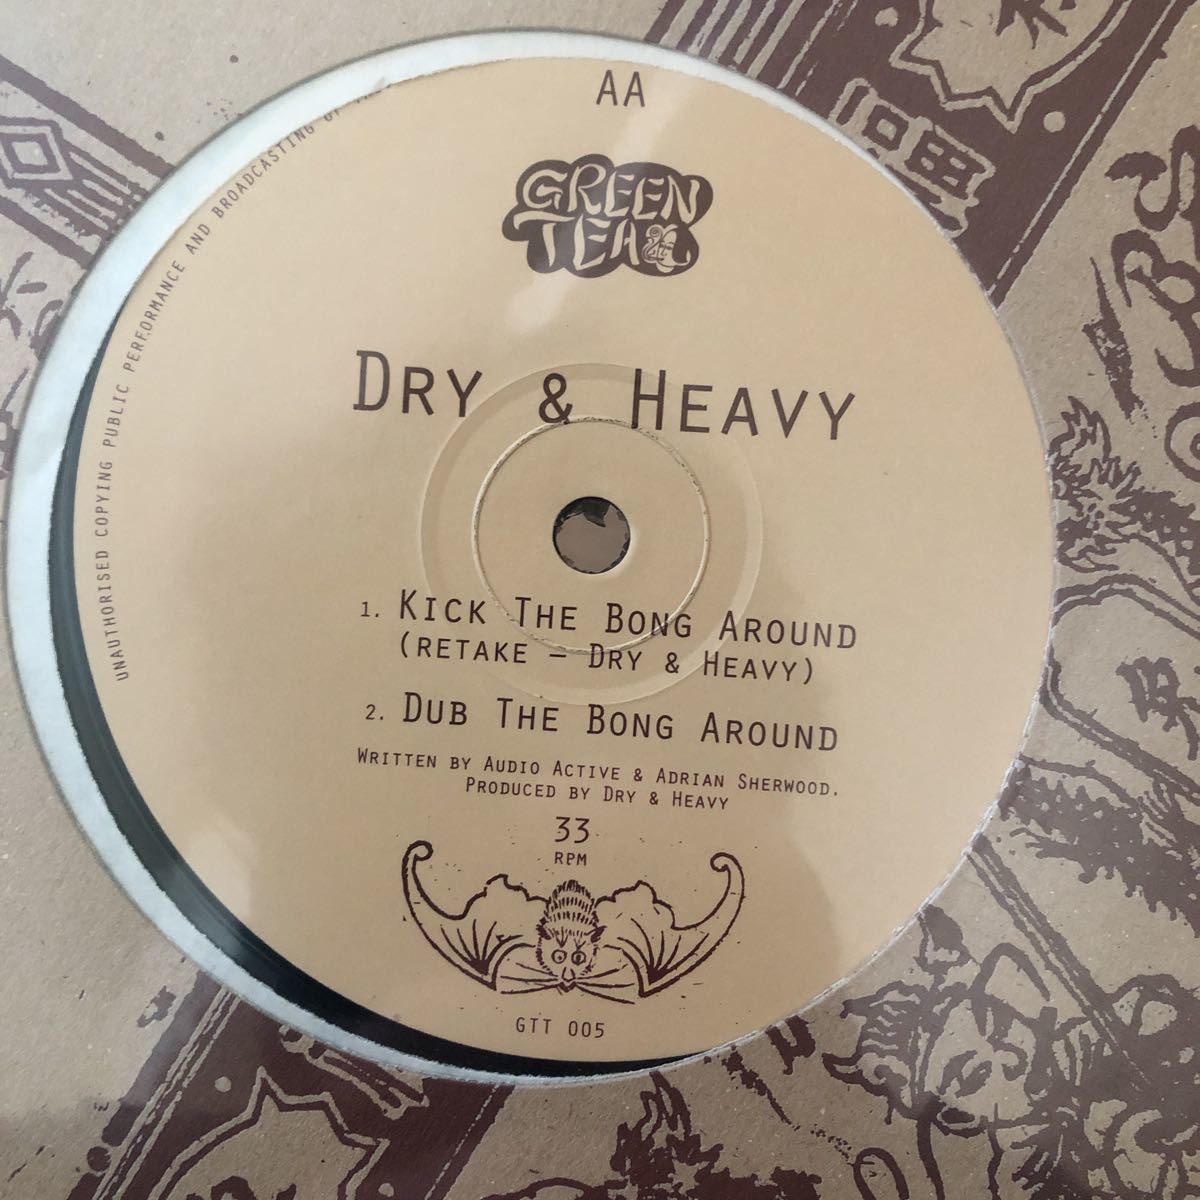 AA
GREEN
TEA
DRY & HEAVY
1. KICK THE BONG AROUND
(RETAKE – DRY & HEAVY)
2. DUB THE BONG AROUND
WRITTEN BY AUDIO ACTIVE & ADRIAN SHERWOOD.
PRODUCED BY DRY & HEAVY
33
RPM
GTT 005
UNAUTHORISED COPYING PUBLIC PERFORMANCE AND BROADCASTING